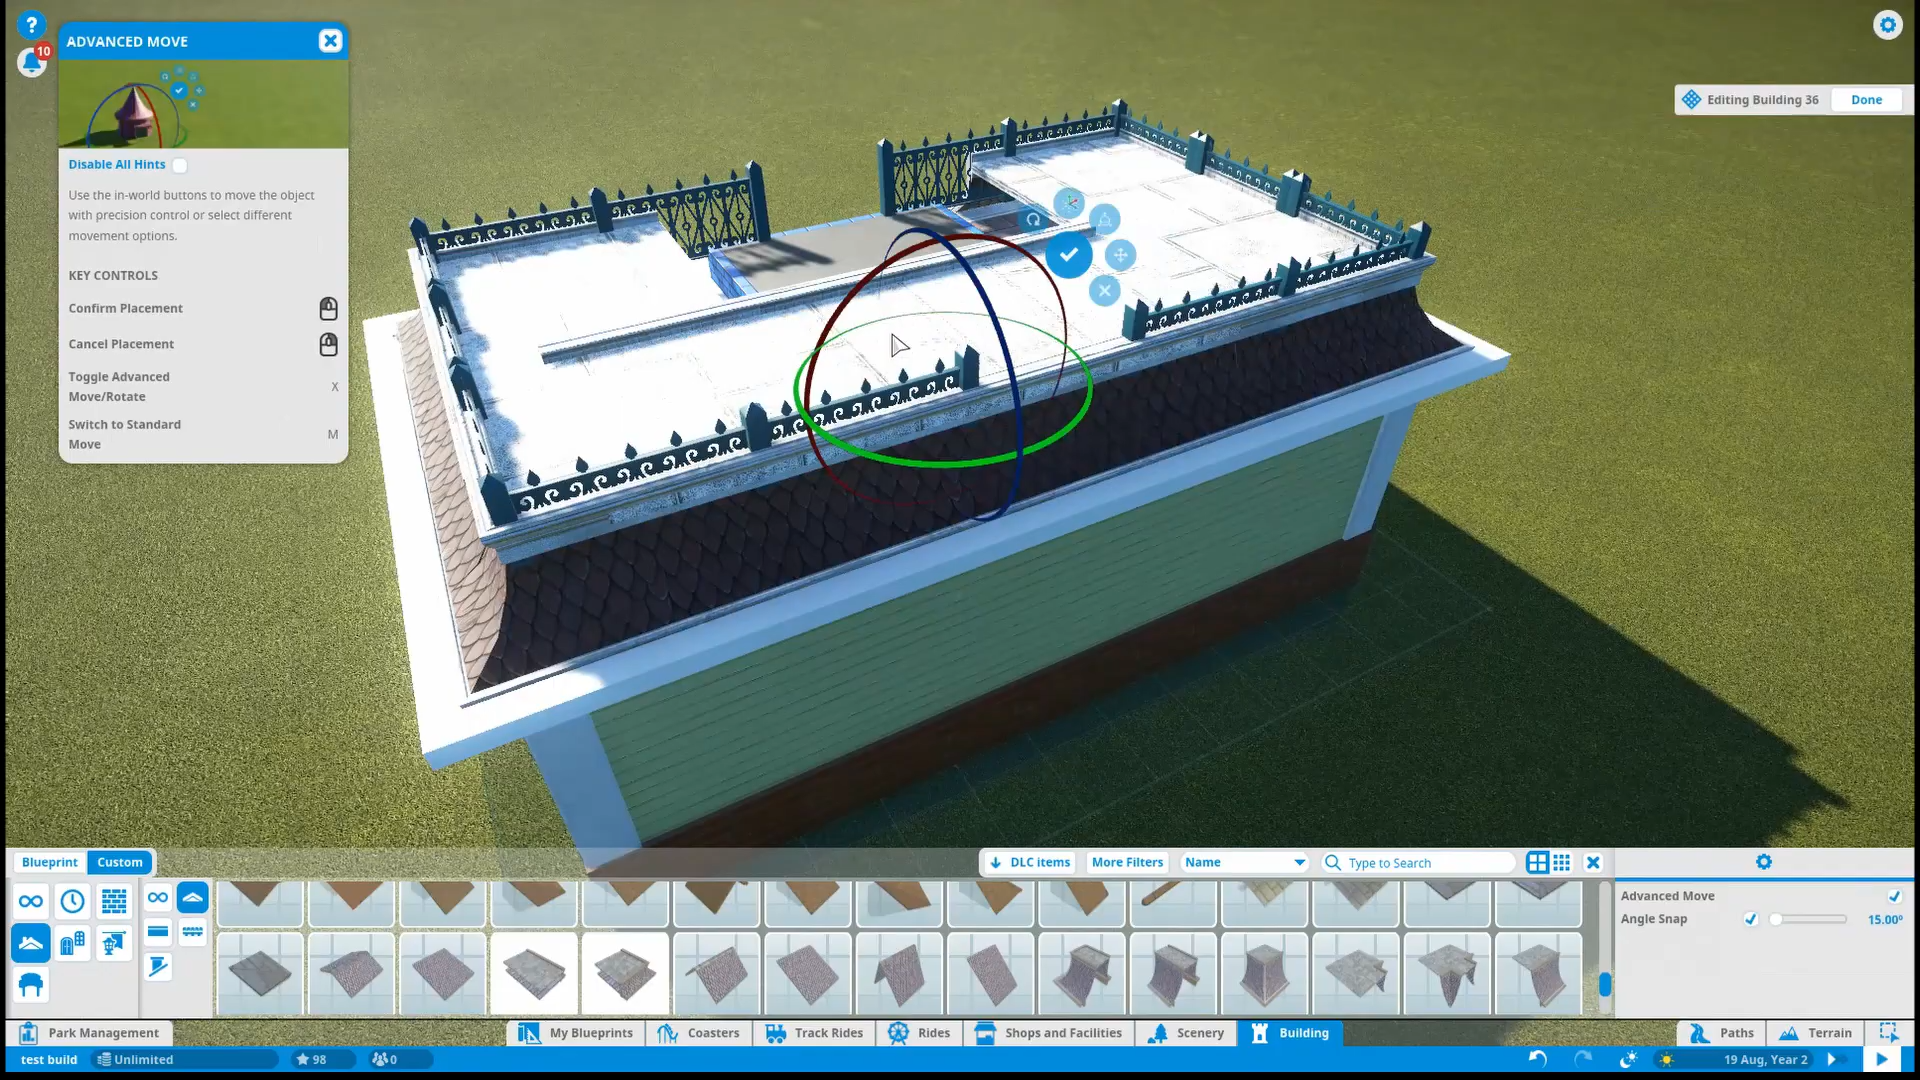 ?
10
ADVANCED MOVE
Disable All Hints
Use the in-world buttons to move the object
with precision control or select different
movement options.
KEY CONTROLS
Confirm Placement
Cancel Placement
Toggle Advanced
Move/Rotate
X
Switch to Standard
Move
M
Editing Building 36
Done
Blueprint
Custom
DLC items
More Filters
Name
Type to Search
Advanced Move
Angle Snap
15.00°
Park Management
My Blueprints
Coasters
Track Rides
Rides
Shops and Facilities
Scenery
Building
Paths
Terrain
test build
Unlimited
98
0
19 Aug, Year 2